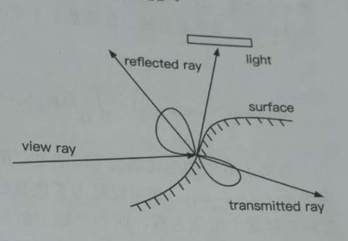 reflected ray
light
surface
view ray
transmitted ray